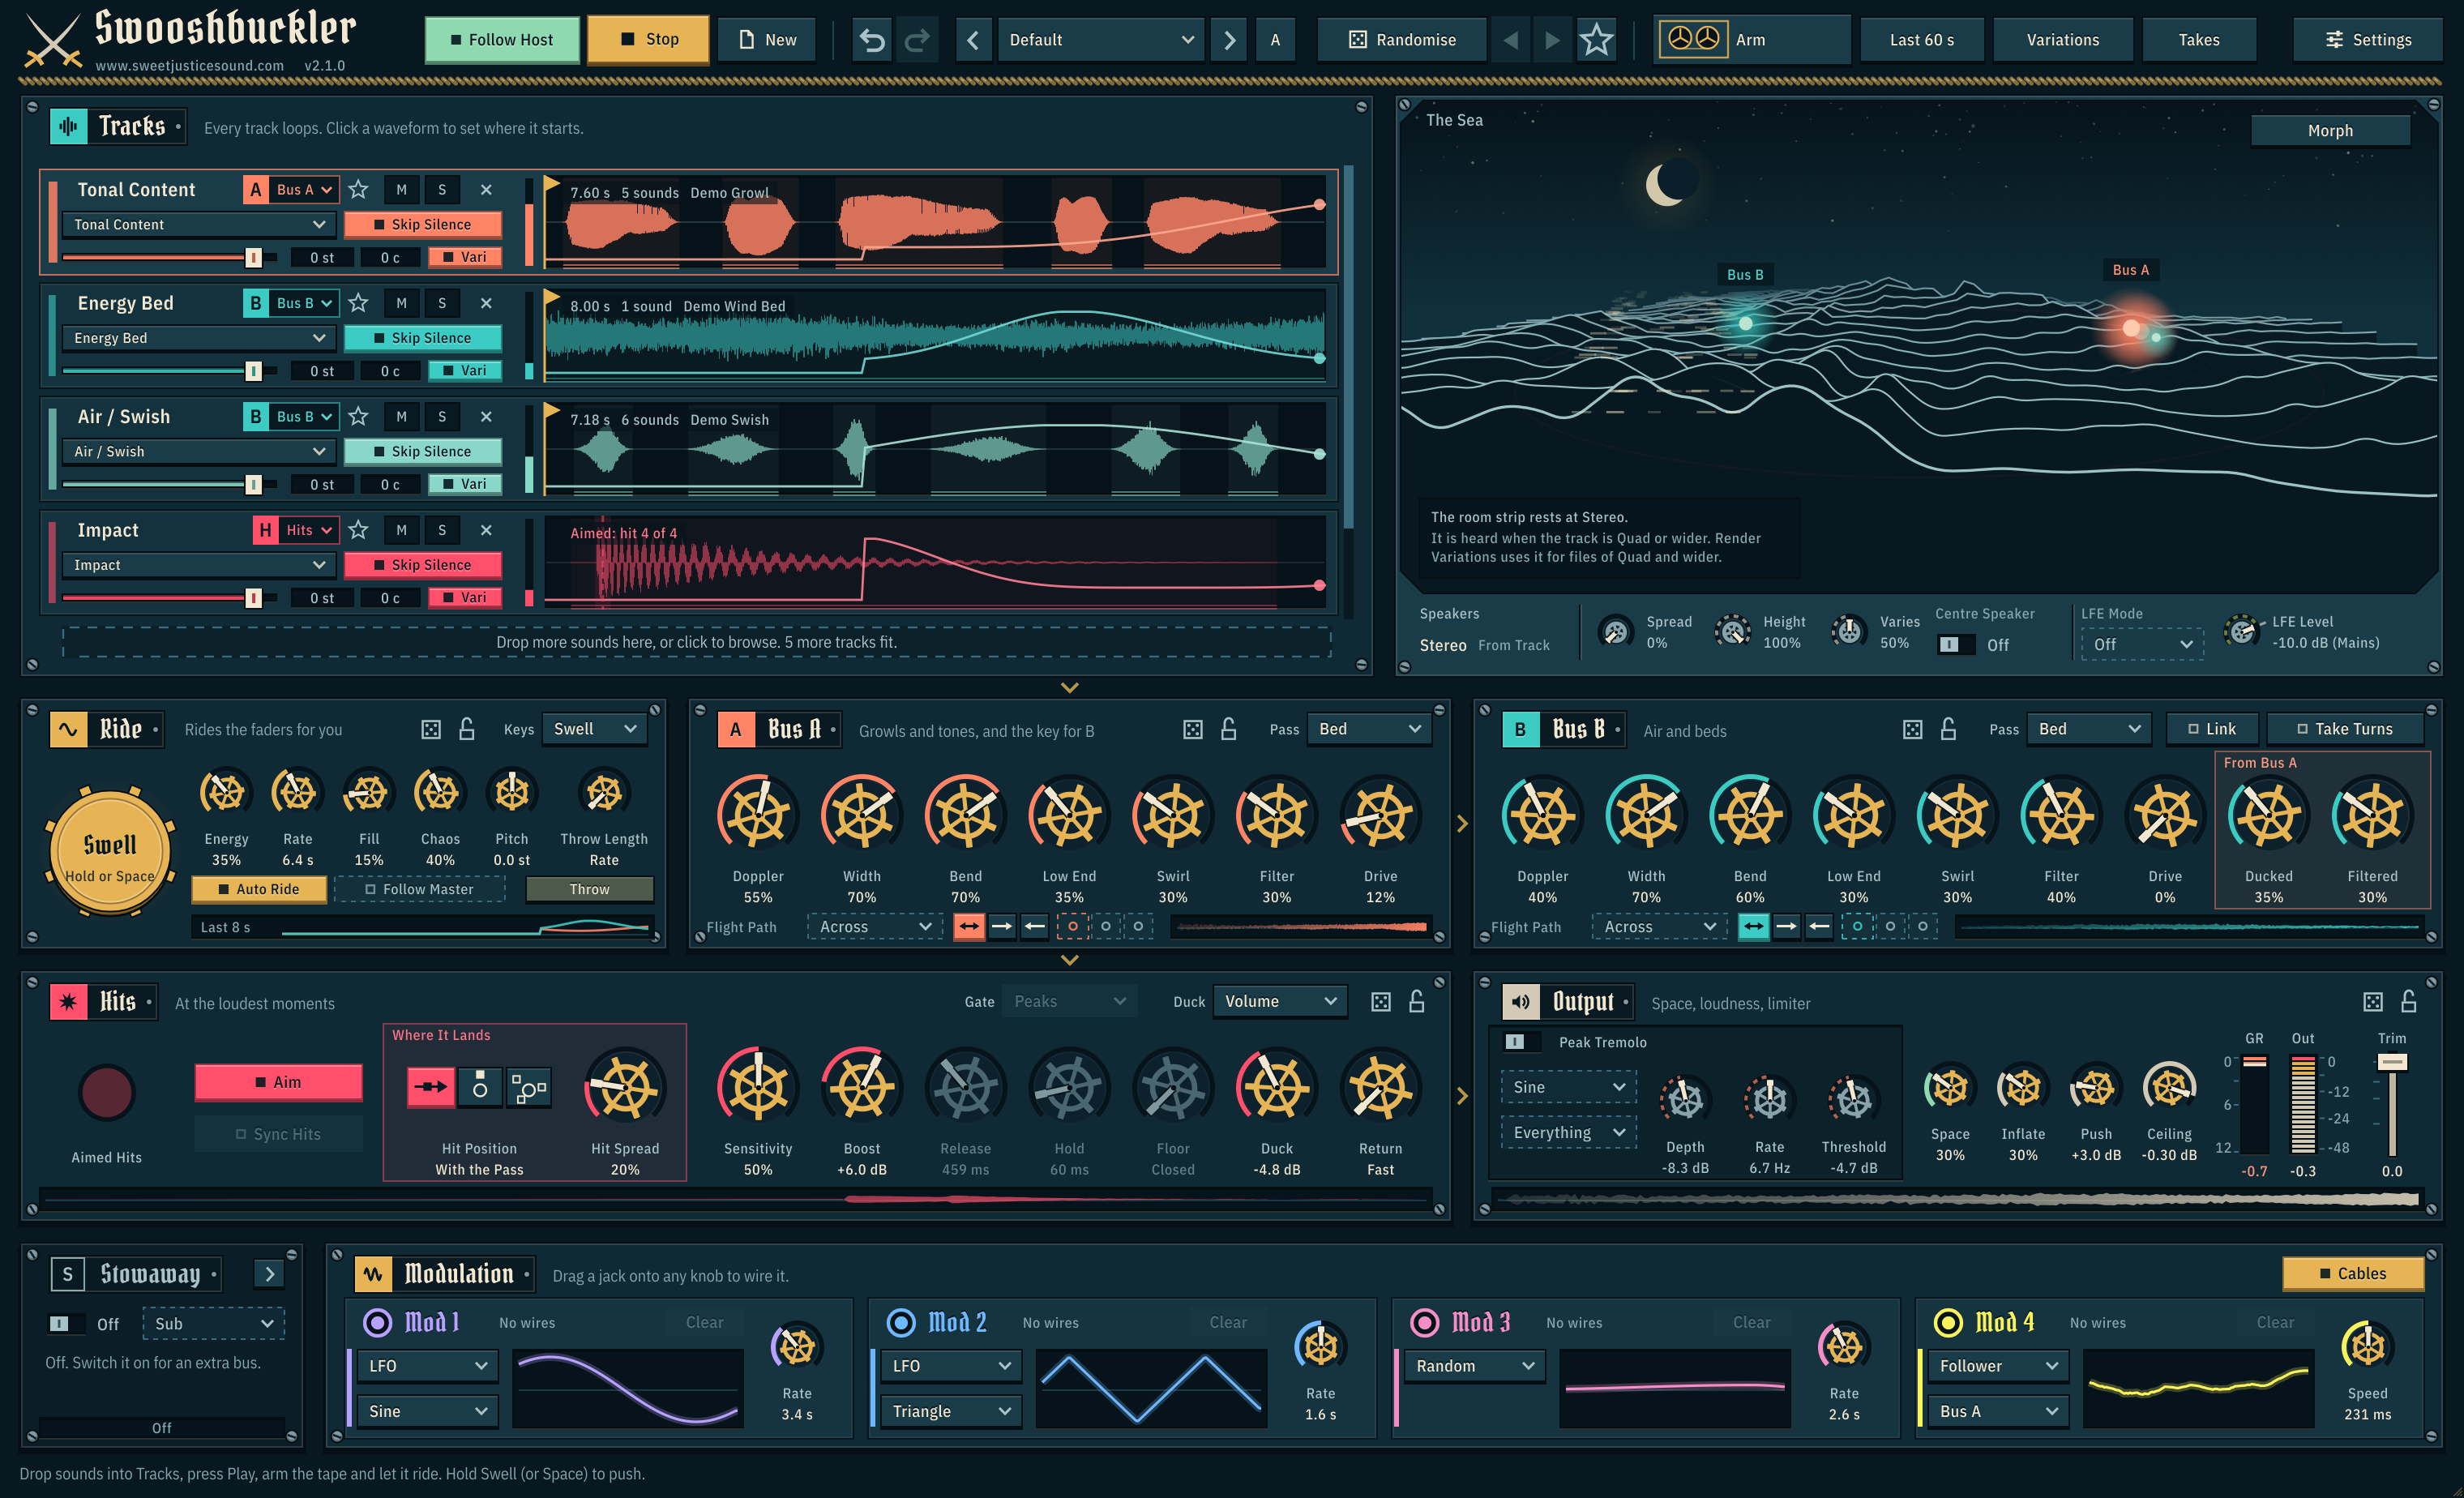 Swooshbuckler
www.sweetjusticesound.com v2.1.0
Follow Host
Stop
New
Default
A
Randomise
Arm
Last 60 s
Variations
Takes
Settings
Tracks
Every track loops. Click a waveform to set where it starts.
Tonal Content
A Bus A
M S
Tonal Content
Skip Silence
0 st 0 c Vari
7.60 s 5 sounds Demo Growl
Energy Bed
B Bus B
M S
Energy Bed
Skip Silence
0 st 0 c Vari
8.00 s 1 sound Demo Wind Bed
Air / Swish
B Bus B
M S
Air / Swish
Skip Silence
0 st 0 c Vari
7.18 s 6 sounds Demo Swish
Impact
H Hits
M S
Impact
Skip Silence
0 st 0 c Vari
Aimed: hit 4 of 4
Drop more sounds here, or click to browse. 5 more tracks fit.
The Sea
Morph
Bus B
Bus A
The room strip rests at Stereo.
It is heard when the track is Quad or wider. Render
Variations uses it for files of Quad and wider.
Speakers
Stereo From Track
Spread
0%
Height
100%
Varies
50%
Centre Speaker
Off
LFE Mode
Off
LFE Level
-10.0 dB (Mains)
Ride
Rides the faders for you
Keys Swell
Swell
Hold or Space
Energy Rate Fill Chaos Pitch Throw Length
35% 6.4 s 15% 40% 0.0 st Rate
Auto Ride
Follow Master
Throw
Last 8 s
A Bus A
Growls and tones, and the key for B
Pass Bed
Doppler Width Bend Low End Swirl Filter Drive
55% 70% 70% 35% 30% 30% 12%
Flight Path Across
B Bus B
Air and beds
Pass Bed
Link
Take Turns
From Bus A
Doppler Width Bend Low End Swirl Filter Drive Ducked Filtered
40% 70% 60% 30% 30% 40% 0% 35% 30%
Flight Path Across
Hits
At the loudest moments
Gate Peaks
Duck Volume
Aimed Hits
Aim
Sync Hits
Where It Lands
Hit Position Hit Spread
With the Pass 20%
Sensitivity Boost Release Hold Floor Duck Return
50% +6.0 dB 459 ms 60 ms Closed -4.8 dB Fast
Output
Space, loudness, limiter
Peak Tremolo
Sine
Everything
Depth Rate Threshold
-8.3 dB 6.7 Hz -4.7 dB
Space Inflate Push Ceiling
30% 30% +3.0 dB -0.30 dB
GR Out Trim
0 0
-12
6
-24
12 -48
-0.7 -0.3 0.0
S Stowaway
Off Sub
Off. Switch it on for an extra bus.
Off
Modulation
Drag a jack onto any knob to wire it.
Cables
Mod 1 No wires Clear
LFO
Sine
Rate
3.4 s
Mod 2 No wires Clear
LFO
Triangle
Rate
1.6 s
Mod 3 No wires Clear
Random
Rate
2.6 s
Mod 4 No wires Clear
Follower
Bus A
Speed
231 ms
Drop sounds into Tracks, press Play, arm the tape and let it ride. Hold Swell (or Space) to push.